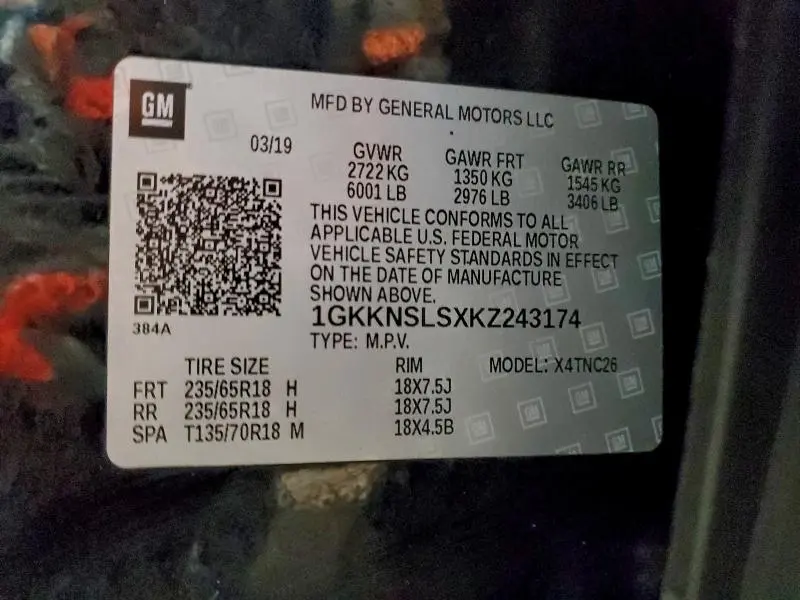 GM
MFD BY GENERAL MOTORS LLC
03/19
GVWR GAWR FRT GAWR RR
2722 KG 1350 KG 1545 KG
6001 LB 2976 LB 3406 LB
THIS VEHICLE CONFORMS TO ALL
APPLICABLE U.S. FEDERAL MOTOR
VEHICLE SAFETY STANDARDS IN EFFECT
ON THE DATE OF MANUFACTURE
SHOWN ABOVE.
384A
1GKKNSLSXKZ243174
TYPE: M.P.V.
TIRE SIZE RIM MODEL: X4TNC26
FRT 235/65R18 H 18X7.5J
RR 235/65R18 H 18X7.5J
SPA T135/70R18 M 18X4.5B